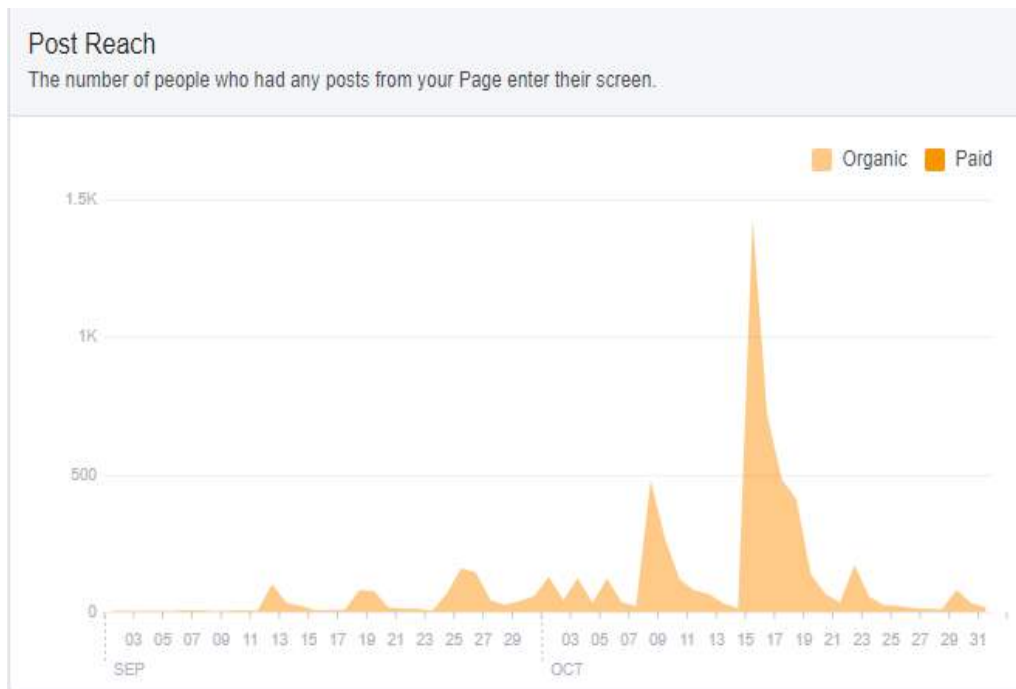 Post Reach
The number of people who had any posts from your Page enter their screen.
Organic Paid
1.5K
1K
500
0
03 05 07 09 11 13 15 17 19 21 23 25 27 29 03 05 07 09 11 13 15 17 19 21 23 25 27 29 31
SEP OCT